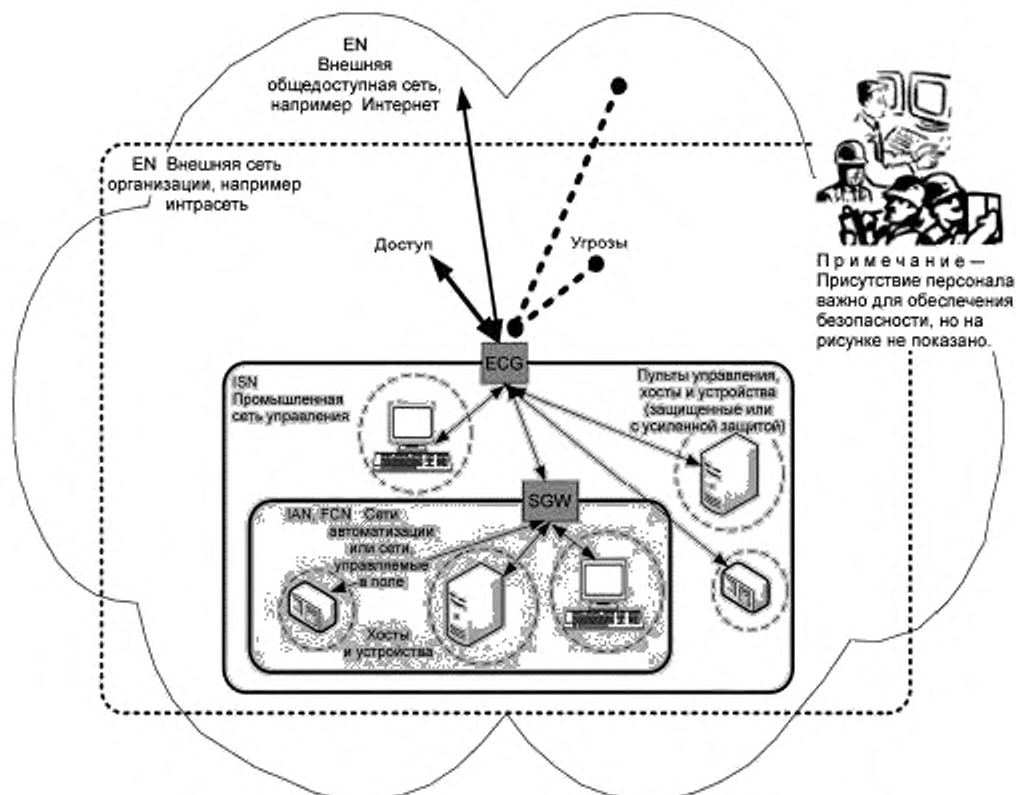 EN
Внешняя
общедоступная сеть,
например Интернет
EN Внешняя сеть
организации, например
интрасеть
Доступ
Угрозы
Примечание —
Присутствие персонала
важно для обеспечения
безопасности, но на
рисунке не показано.
ECG
ISN
Промышленная
сеть управления
Пульты управления,
хосты и устройства
(защищенные или
с усиленной защитой)
SGW
IAN, FCN Сети
автоматизации
или сети,
управляемые
в поле
Хосты
и устройства